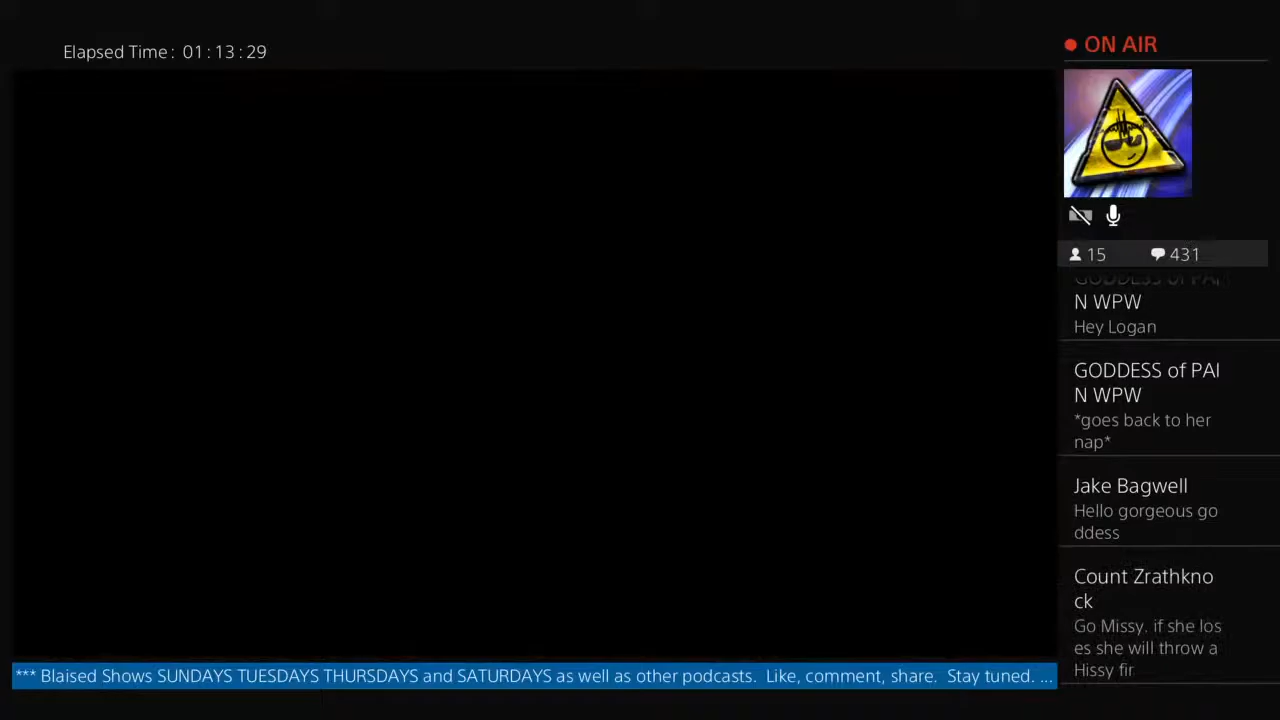 Elapsed Time: 01:13:29
ON AIR
15 431
GODDESS of PAI
N WPW
Hey Logan
GODDESS of PAI
N WPW
*goes back to her
nap*
Jake Bagwell
Hello gorgeous go
ddess
Count Zrathkno
ck
Go Missy. if she los
es she will throw a
Hissy fir
*** Blaised Shows SUNDAYS TUESDAYS THURSDAYS and SATURDAYS as well as other podcasts. Like, comment, share. Stay tuned. ...